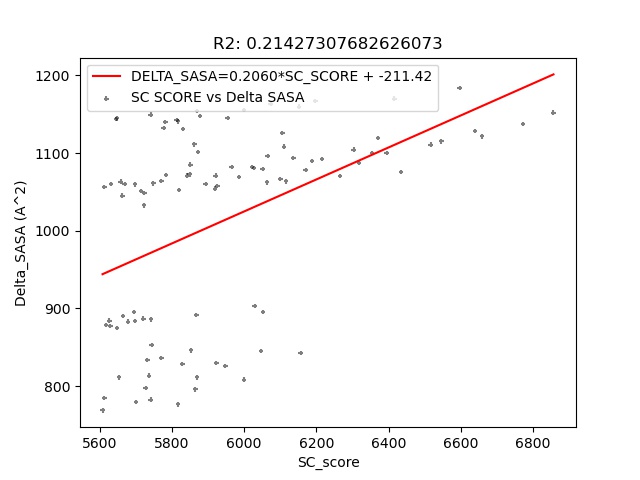 R2: 0.21427307682626073
DELTA_SASA=0.2060*SC_SCORE + -211.42
SC SCORE vs Delta SASA
1200
1100
1000
900
800
Delta_SASA (A^2)
5600 5800 6000 6200 6400 6600 6800
SC_score